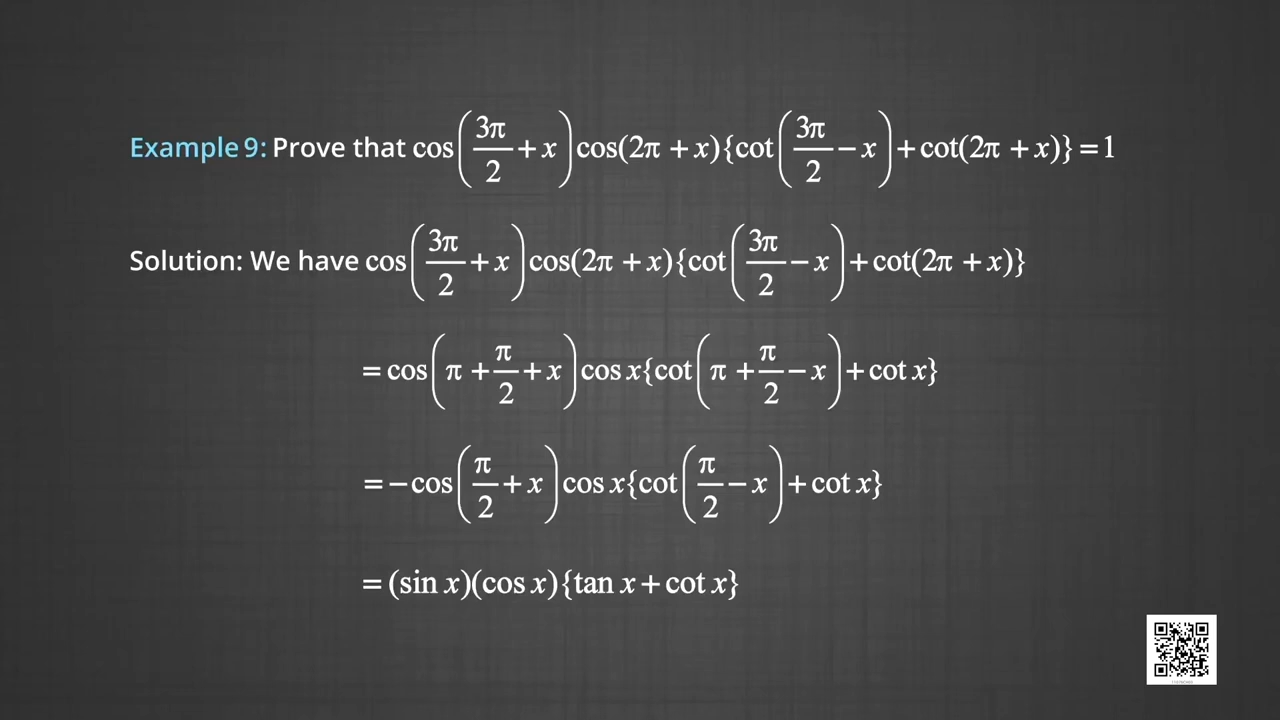 Example 9: Prove that cos(3π/2 + x)cos(2π + x){cot(3π/2 − x) + cot(2π + x)} = 1
Solution: We have cos(3π/2 + x)cos(2π + x){cot(3π/2 − x) + cot(2π + x)}
= cos(π + π/2 + x)cos x{cot(π + π/2 − x) + cot x}
= −cos(π/2 + x)cos x{cot(π/2 − x) + cot x}
= (sin x)(cos x){tan x + cot x}